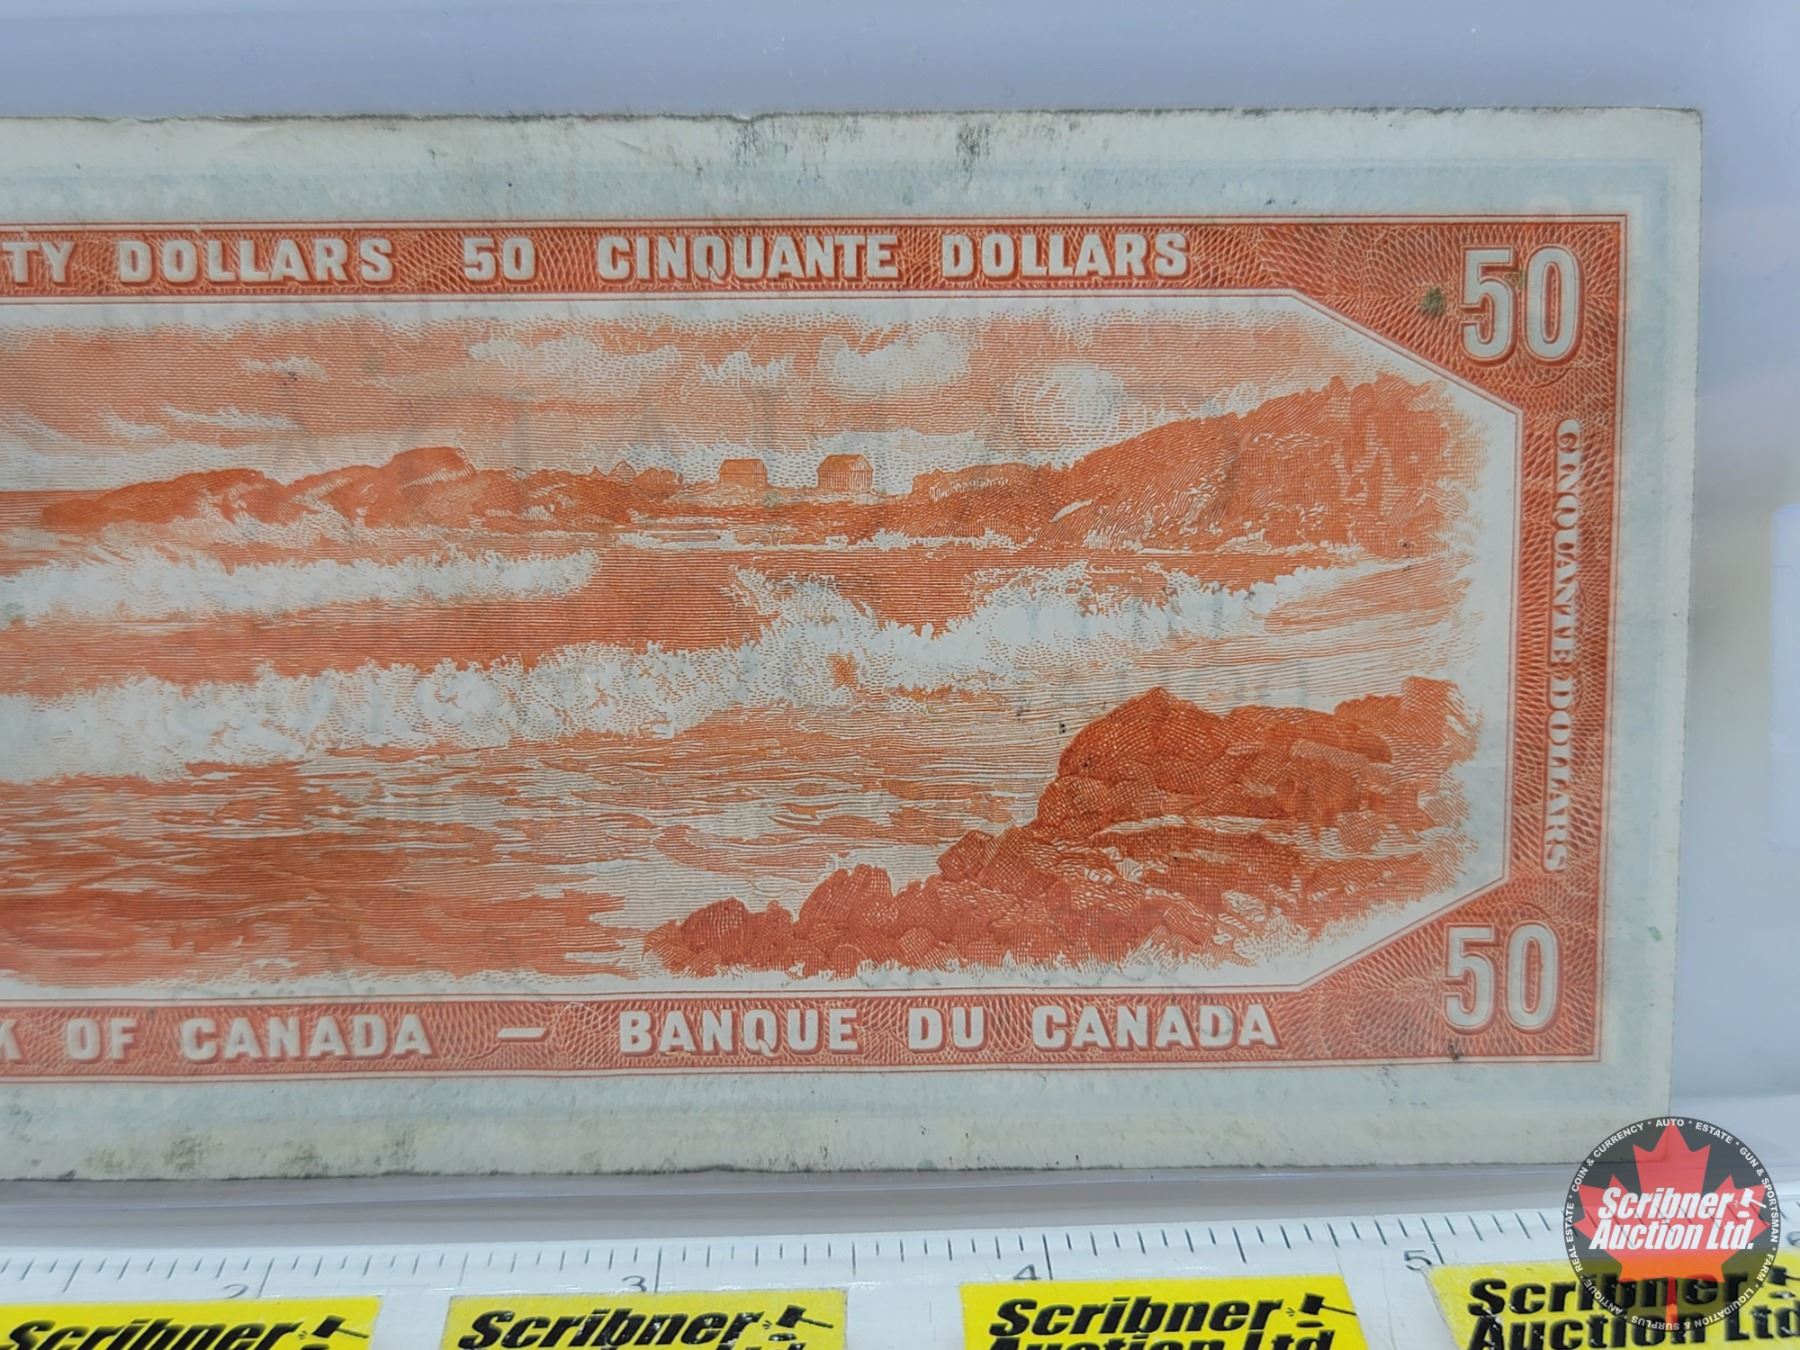 TY DOLLARS 50 CINQUANTE DOLLARS
50
CINQUANTE DOLLARS
50
K OF CANADA — BANQUE DU CANADA
COIN & CURRENCY * AUTO * ESTATE * GUN & SPORTSMAN * FARM * LIQUIDATION & SURPLUS * ANTIQUE * REAL ESTATE *
Scribner
Auction Ltd.
2 3 4 5 6
Scribner
Scribner
Scribner
Auction Ltd
Scribner
Auction Ltd